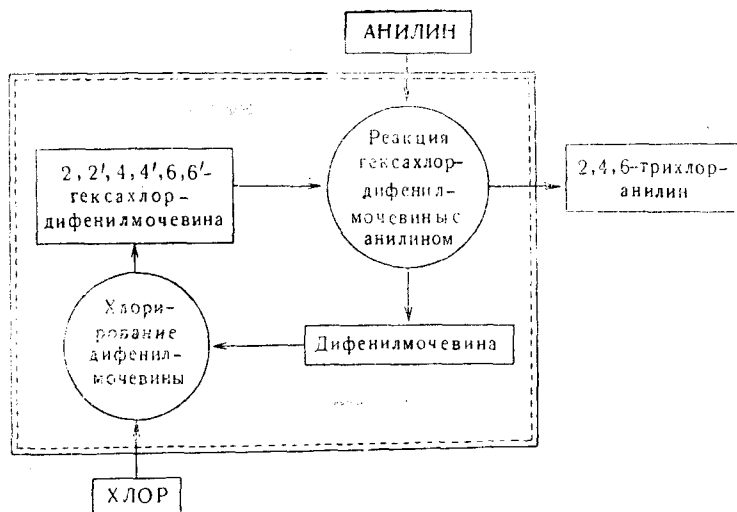 АНИЛИН
Реакция
гексахлор-
дифенил-
мочевины с
анилином
2,2',4,4',6,6'-
гексахлор-
дифенилмочевина
2,4,6-трихлор-
анилин
Хлори-
рование
дифенил-
мочевины
Дифенилмочевина
ХЛОР